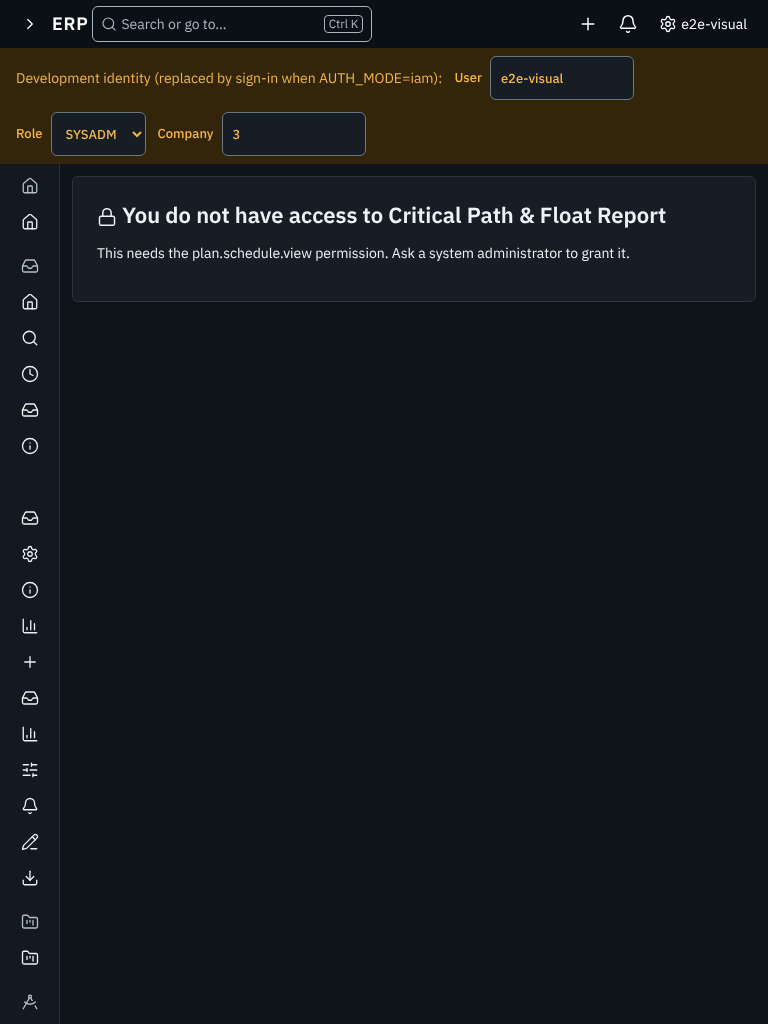 ERP
Search or go to...
Ctrl K
e2e-visual
Development identity (replaced by sign-in when AUTH_MODE=iam):
User
e2e-visual
Role
SYSADM
Company
3
You do not have access to Critical Path & Float Report
This needs the plan.schedule.view permission. Ask a system administrator to grant it.